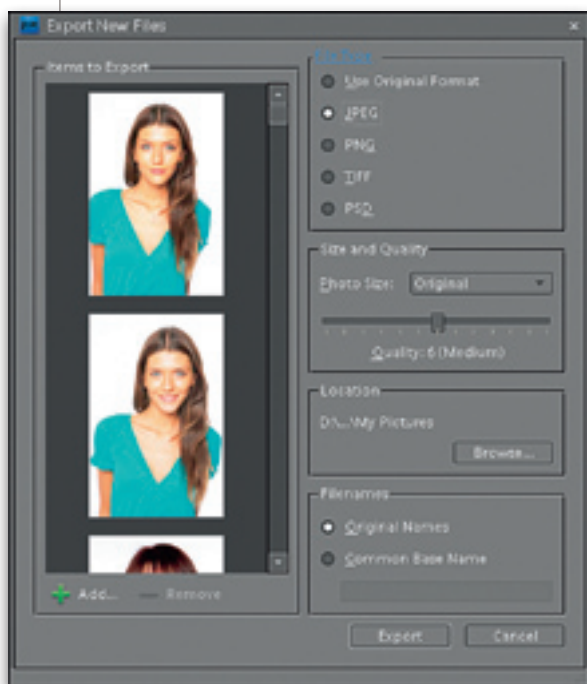 Export New Files
Items to Export
Add...
Remove
File Type
Use Original Format
JPEG
PNG
TIFF
PSD
Size and Quality
Photo Size: Original
Quality: 6 (Medium)
Location
D:\...\My Pictures
Browse...
Filenames
Original Names
Common Base Name
Export Cancel